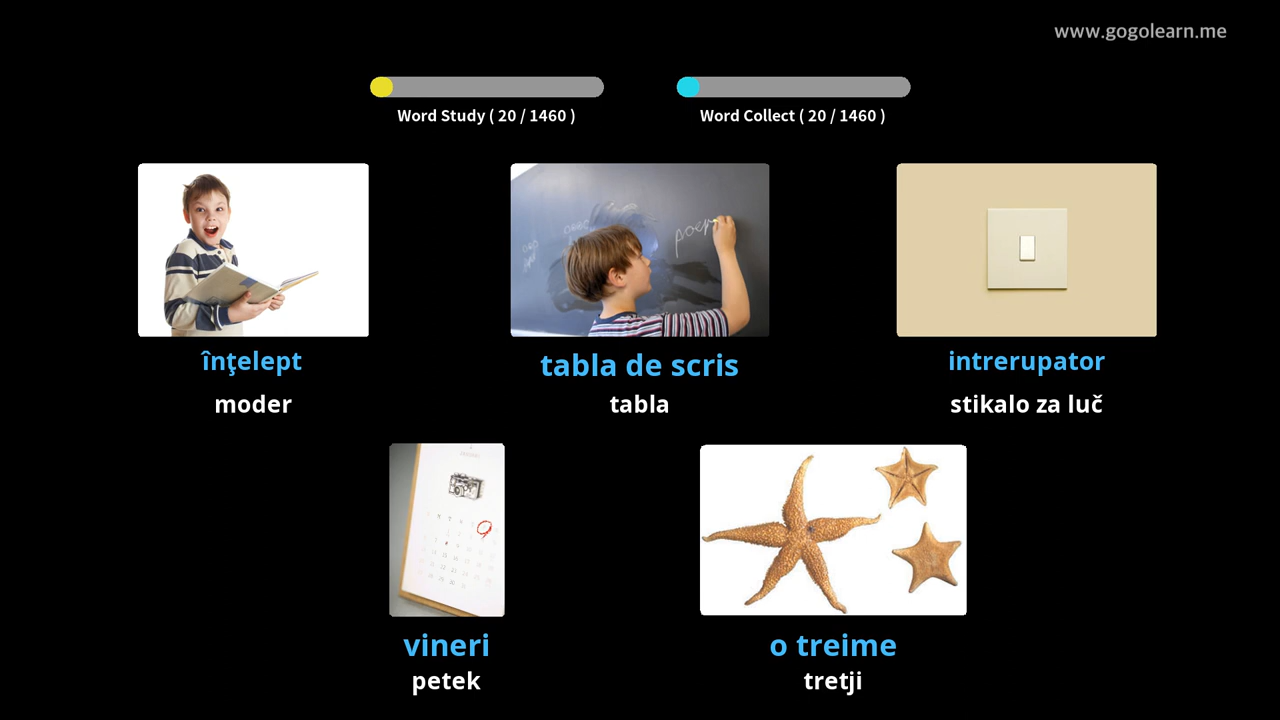 www.gogolearn.me
Word Study ( 20 / 1460 )
Word Collect ( 20 / 1460 )
poer
înţelept
tabla de scris
intrerupator
moder
tabla
stikalo za luč
vineri
o treime
petek
tretji